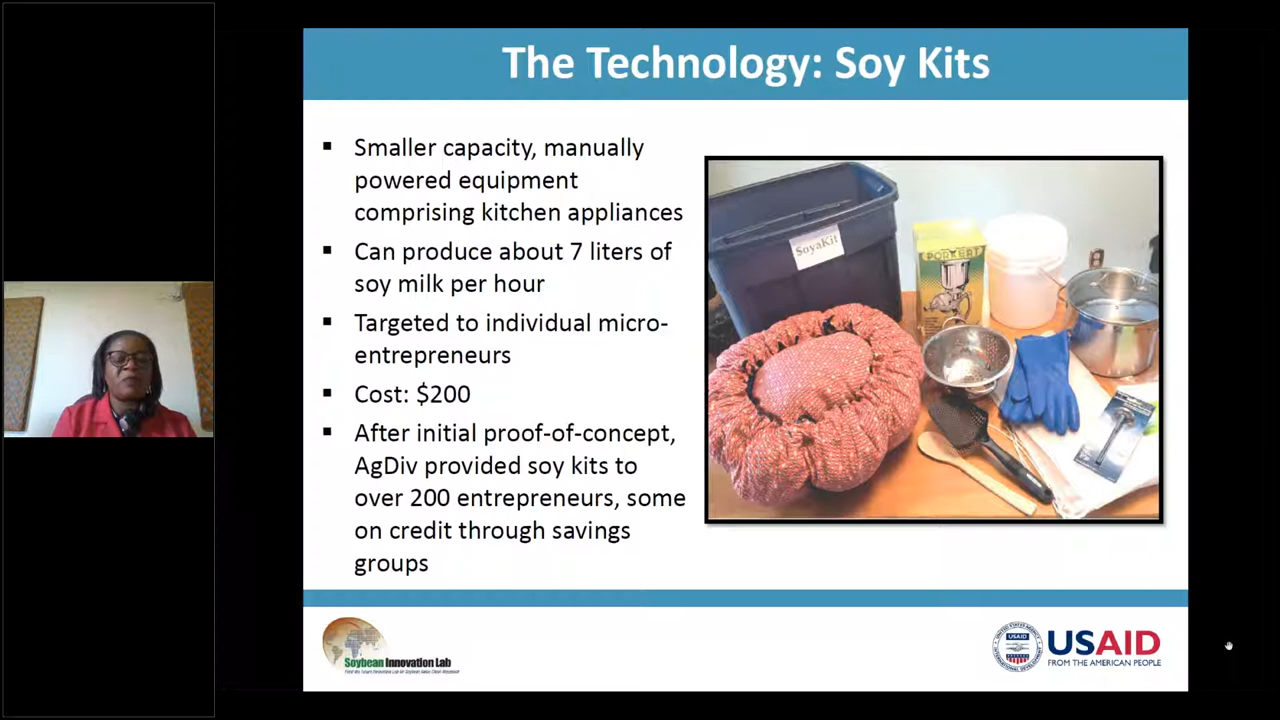 The Technology: Soy Kits
▪ Smaller capacity, manually
powered equipment
comprising kitchen appliances
▪ Can produce about 7 liters of
soy milk per hour
▪ Targeted to individual micro-
entrepreneurs
▪ Cost: $200
▪ After initial proof-of-concept,
AgDiv provided soy kits to
over 200 entrepreneurs, some
on credit through savings
groups
SoyaKit
PORKERT
Soybean Innovation Lab
USAID
USAID
FROM THE AMERICAN PEOPLE